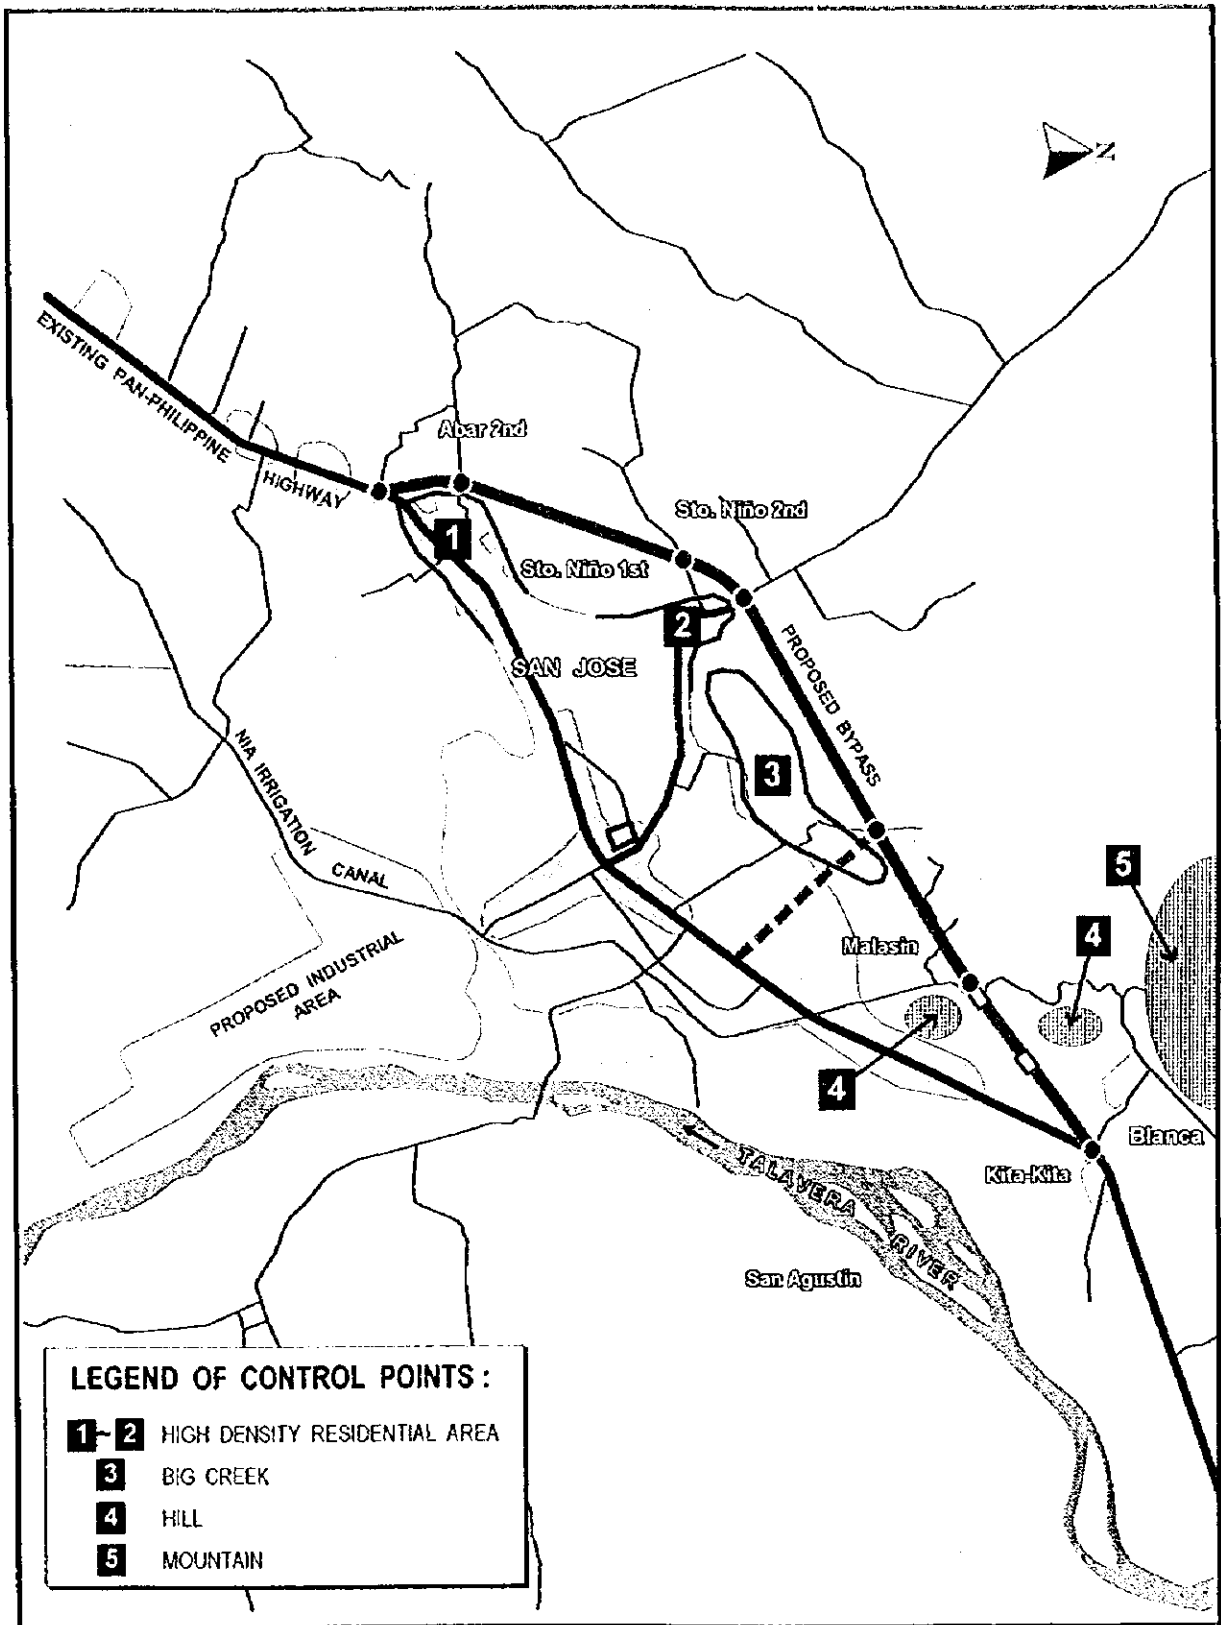 N
EXISTING PAN-PHILIPPINE HIGHWAY
Abar 2nd
Sto. Niño 2nd
1
Sto. Niño 1st
2
SAN JOSE
PROPOSED BYPASS
3
NIA IRRIGATION CANAL
5
4
Malasin
PROPOSED INDUSTRIAL
AREA
4
Blanca
Kita-Kita
TALAVERA RIVER
San Agustin
LEGEND OF CONTROL POINTS :
1~2 HIGH DENSITY RESIDENTIAL AREA
3 BIG CREEK
4 HILL
5 MOUNTAIN